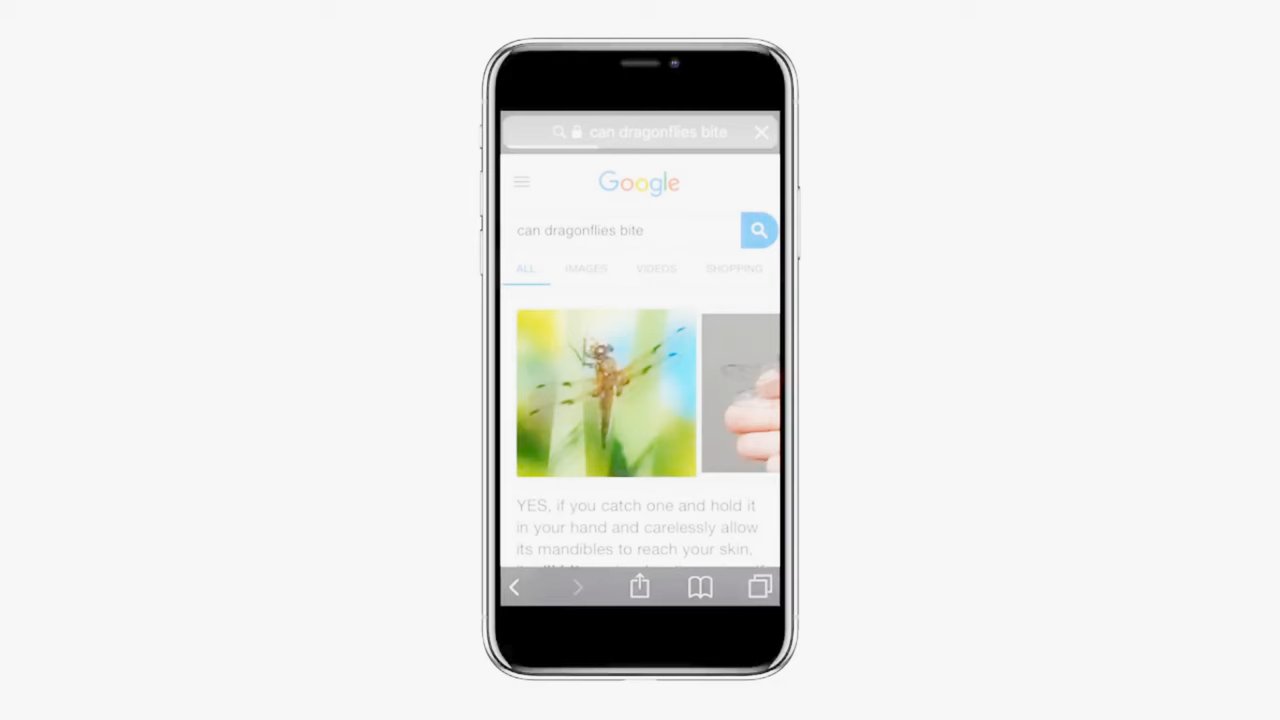 can dragonflies bite
Google
can dragonflies bite
ALL IMAGES VIDEOS SHOPPING
YES, if you catch one and hold it
in your hand and carelessly allow
its mandibles to reach your skin,